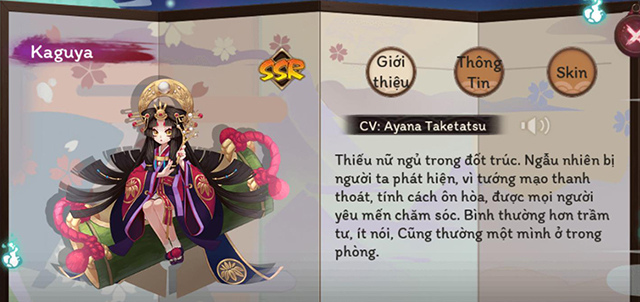 Kaguya
SSR
Giới
thiệu
Thông
Tin
Skin
CV: Ayana Taketatsu
Thiếu nữ ngủ trong đốt trúc. Ngẫu nhiên bị
người ta phát hiện, vì tướng mạo thanh
thoát, tính cách ôn hòa, được mọi người
yêu mến chăm sóc. Bình thường hơn trầm
tư, ít nói, Cũng thường một mình ở trong
phòng.